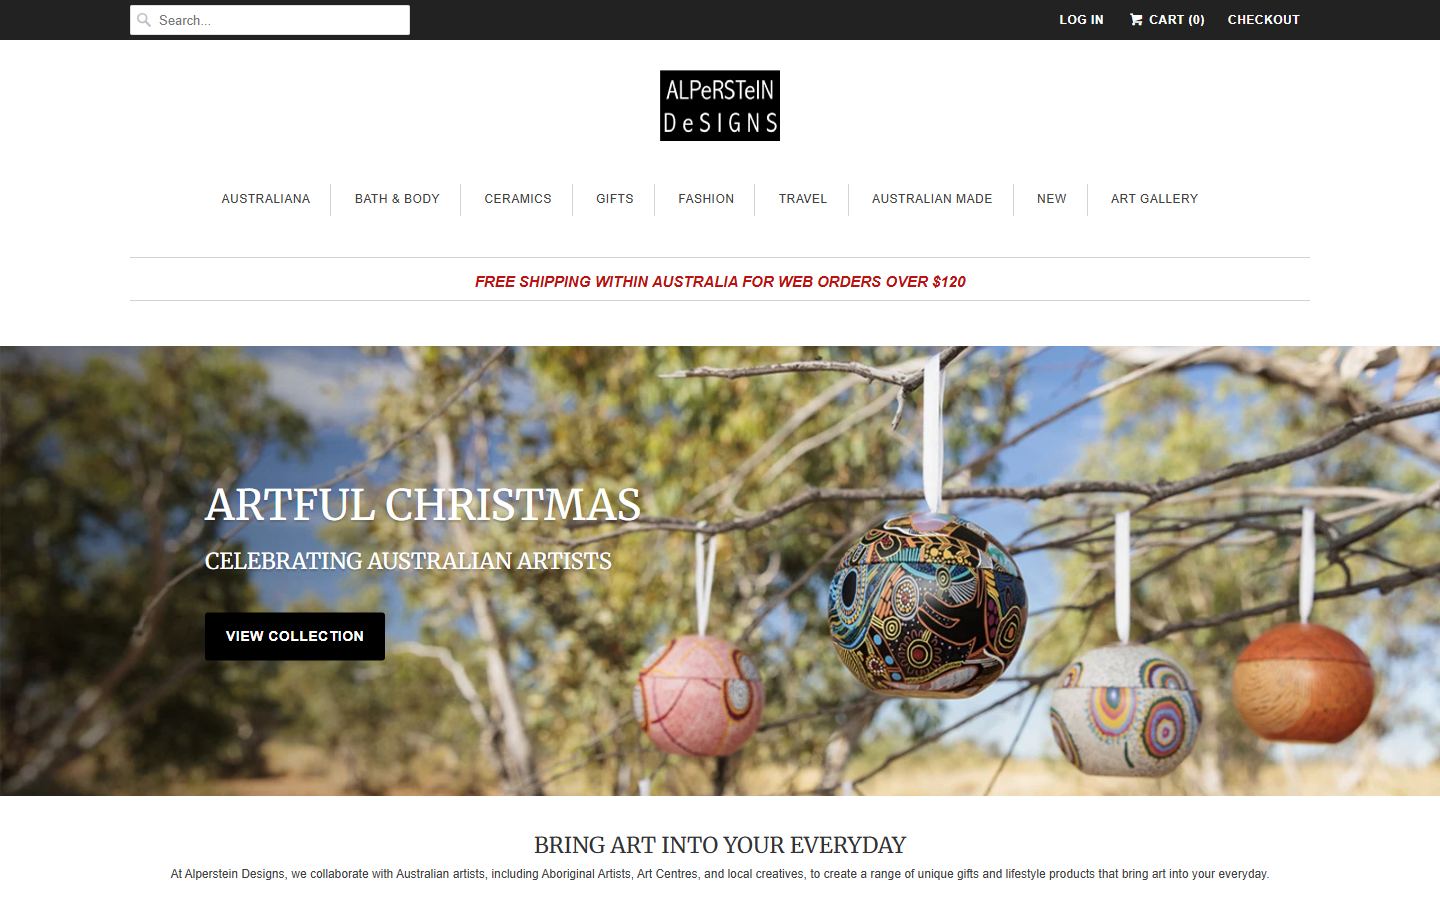 Search...
LOG IN
CART (0)
CHECKOUT
ALPeRSTeIN
DeSIGNS
AUSTRALIANA
BATH & BODY
CERAMICS
GIFTS
FASHION
TRAVEL
AUSTRALIAN MADE
NEW
ART GALLERY
FREE SHIPPING WITHIN AUSTRALIA FOR WEB ORDERS OVER $120
ARTFUL CHRISTMAS
CELEBRATING AUSTRALIAN ARTISTS
VIEW COLLECTION
BRING ART INTO YOUR EVERYDAY
At Alperstein Designs, we collaborate with Australian artists, including Aboriginal Artists, Art Centres, and local creatives, to create a range of unique gifts and lifestyle products that bring art into your everyday.